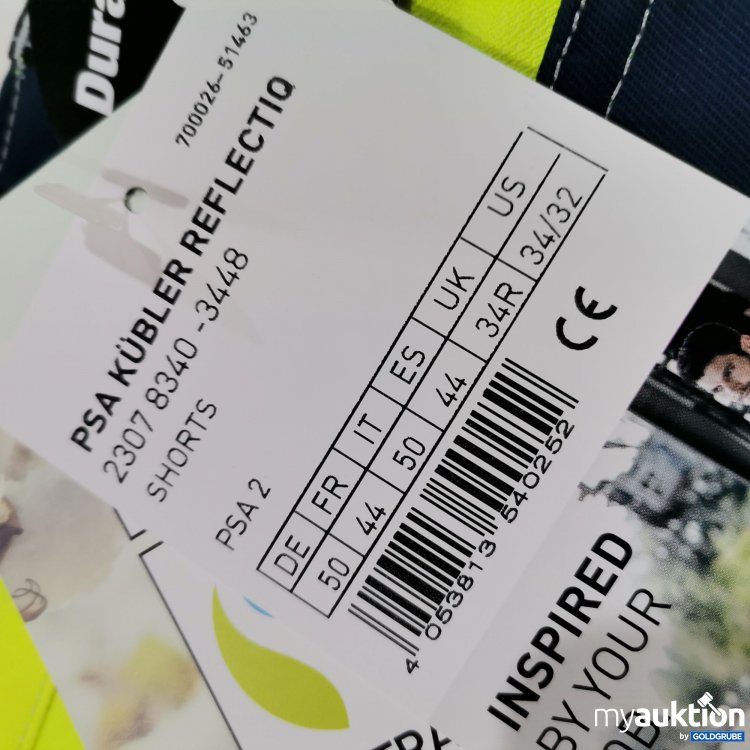 Dura
700026-51463
PSA KÜBLER REFLECTIQ
2307 8340 -3448
SHORTS
PSA 2
DE FR IT ES UK US
50 44 50 44 34R 34/32
CE
4 053813 540252
INSPIRED
BY YOUR
myauktion
by GOLDGRUBE